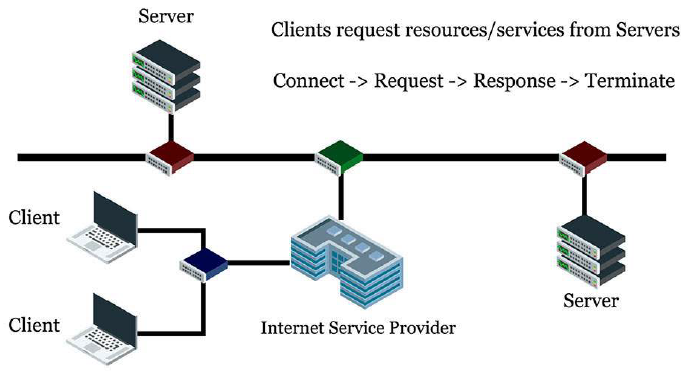 Server
Clients request resources/services from Servers
Connect -> Request -> Response -> Terminate
Client
Client
Internet Service Provider
Server